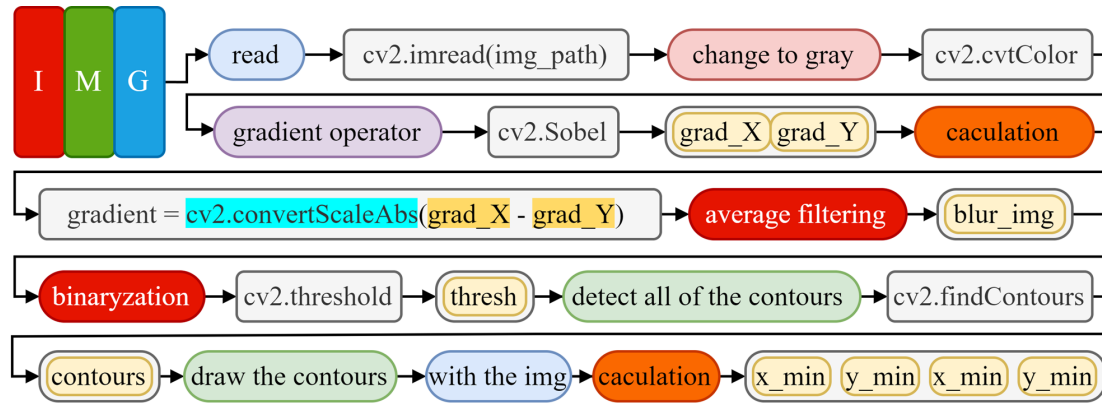 I M G read cv2.imread(img_path) change to gray cv2.cvtColor
gradient operator cv2.Sobel grad_X grad_Y caculation
gradient = cv2.convertScaleAbs(grad_X - grad_Y) average filtering blur_img
binaryzation cv2.threshold thresh detect all of the contours cv2.findContours
contours draw the contours with the img caculation x_min y_min x_min y_min